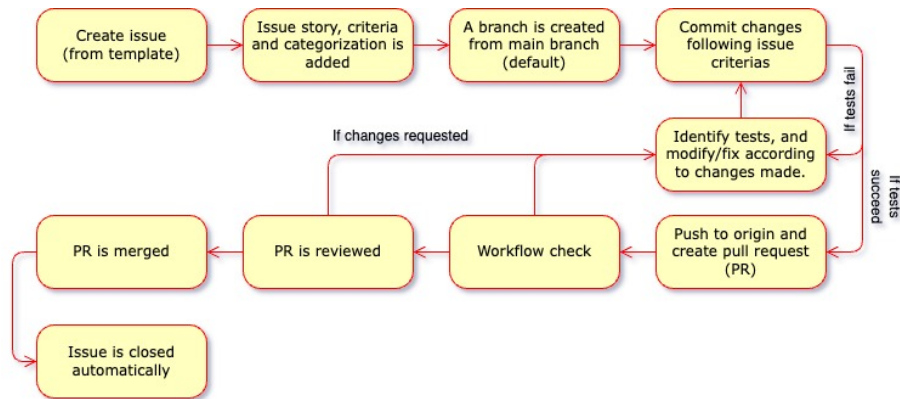 Create issue
(from template)
Issue story, criteria
and categorization is
added
A branch is created
from main branch
(default)
Commit changes
following issue
criterias
If tests fail
If changes requested
Identify tests, and
modify/fix according
to changes made.
If tests
succeed
PR is merged
PR is reviewed
Workflow check
Push to origin and
create pull request
(PR)
Issue is closed
automatically